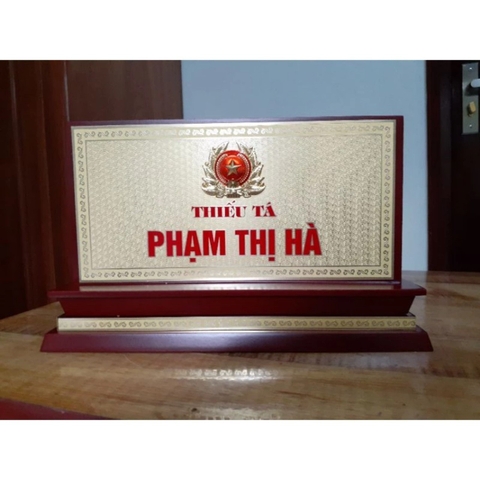 THIẾU TÁ
PHẠM THỊ HÀ